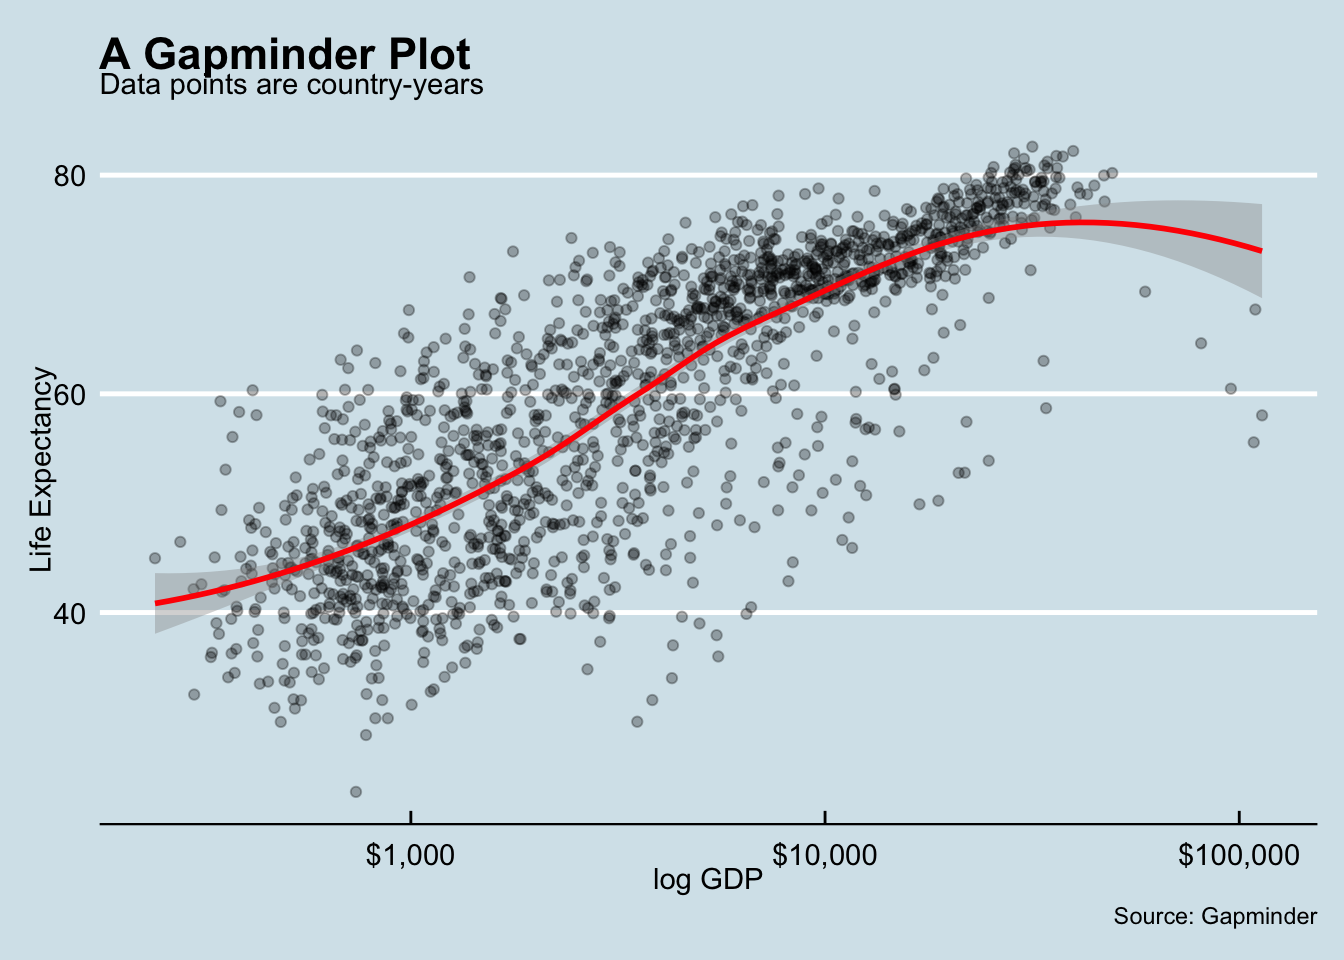 A Gapminder Plot
Data points are country-years
80
60
40
Life Expectancy
$1,000
$10,000
$100,000
log GDP
Source: Gapminder